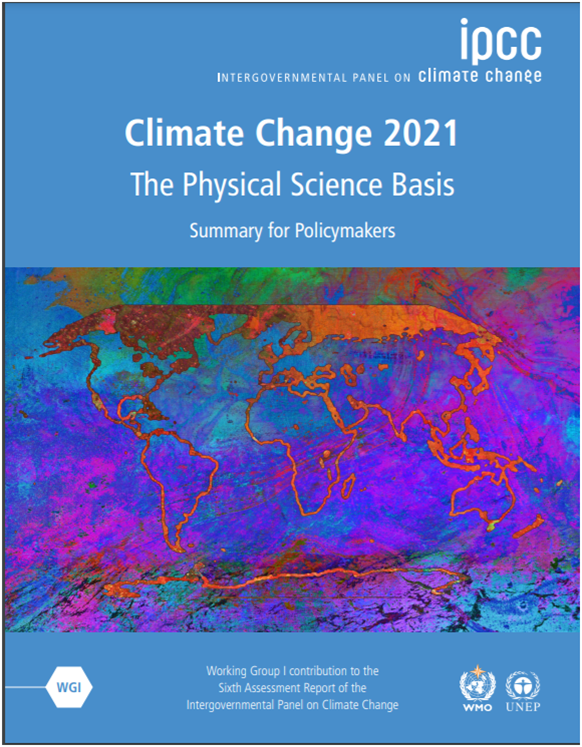 ipcc
INTERGOVERNMENTAL PANEL ON climate change
Climate Change 2021
The Physical Science Basis
Summary for Policymakers
WGI
Working Group I contribution to the
Sixth Assessment Report of the
Intergovernmental Panel on Climate Change
WMO
UNEP